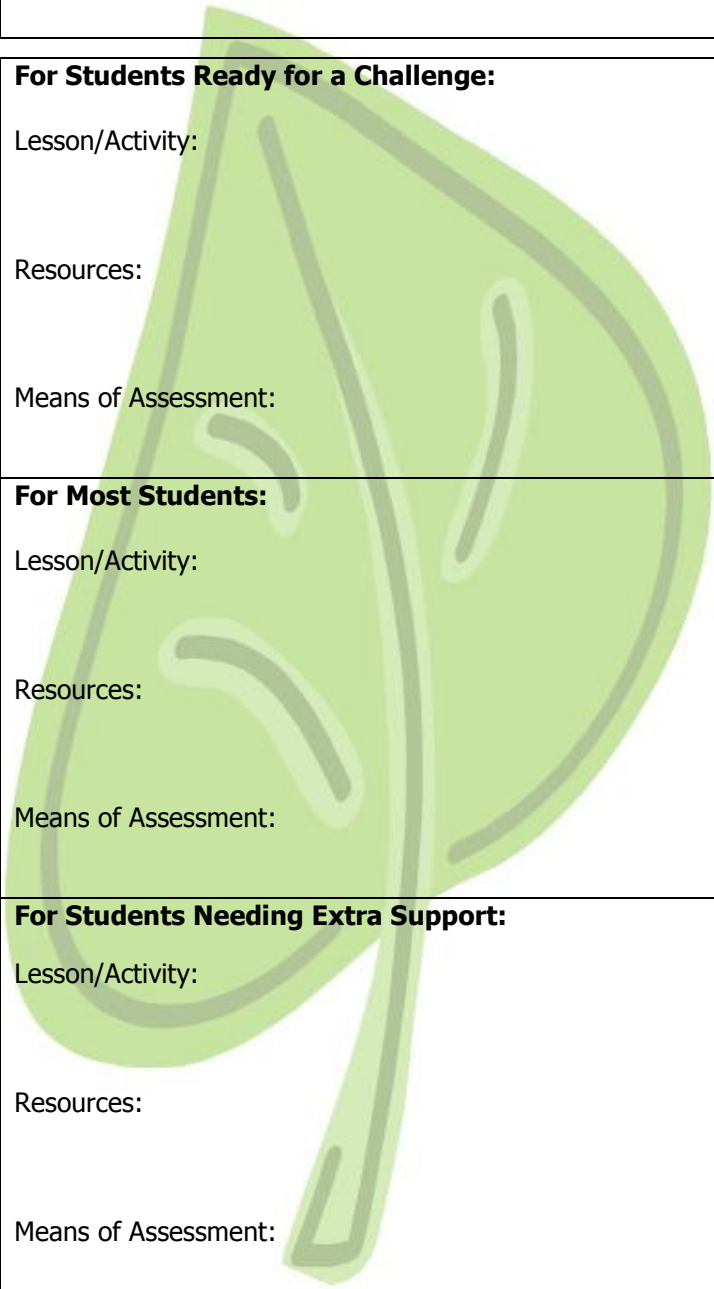 For Students Ready for a Challenge:
Lesson/Activity:
Resources:
Means of Assessment:
For Most Students:
Lesson/Activity:
Resources:
Means of Assessment:
For Students Needing Extra Support:
Lesson/Activity:
Resources:
Means of Assessment: